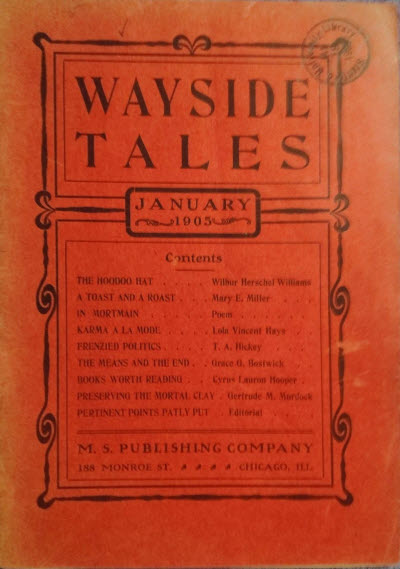 WAYSIDE
TALES
JANUARY
1905
Contents
THE HOODOO HAT . . . . . Wilbur Herschel Williams
A TOAST AND A ROAST . . . Mary E. Miller . . .
IN MORTMAIN . . . . . Poem . . . .
KARMA A LA MODE . . . . Lola Vincent Hays . .
FRENZIED POLITICS . . . . T. A. Hickey . . .
THE MEANS AND THE END . . Grace G. Bostwick . . .
BOOKS WORTH READING . . Cyrus Lauron Hooper . .
PRESERVING THE MORTAL CLAY . Gertrude M. Murdock
PERTINENT POINTS PATLY PUT . Editorial . . . .
M. S. PUBLISHING COMPANY
188 MONROE ST. CHICAGO, ILL